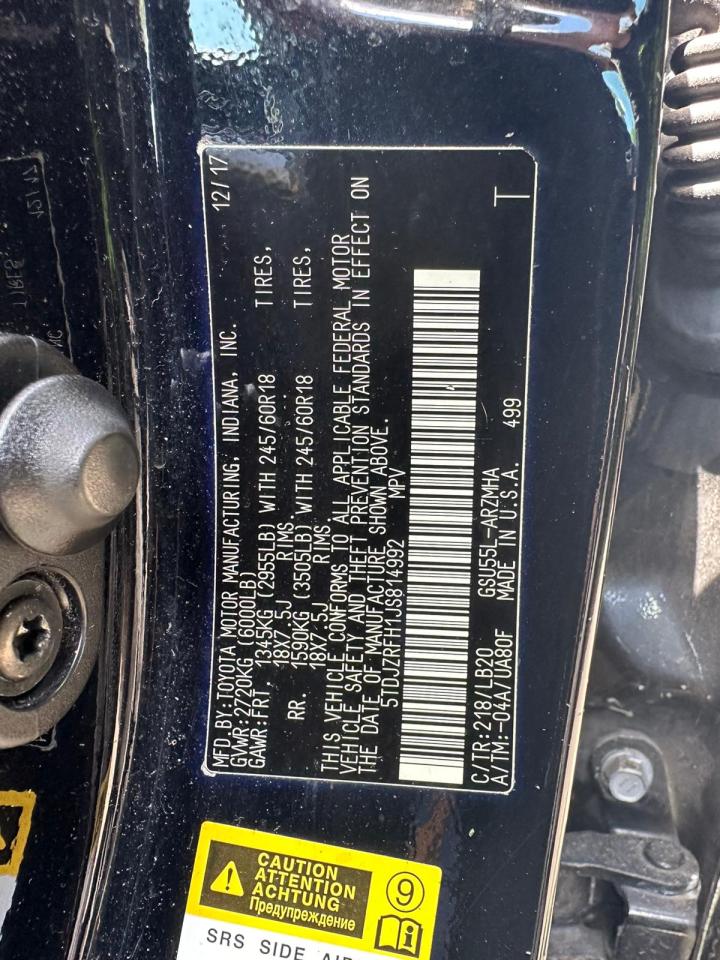 MFD.BY:TOYOTA MOTOR MANUFACTURING, INDIANA, INC. 12/17
GVWR:2720KG (6000LB)
GAWR:FRT. 1345KG (2955LB) WITH 245/60R18 TIRES,
18X7.5J RIMS.
RR. 1590KG (3505LB) WITH 245/60R18 TIRES,
18X7.5J RIMS.
THIS VEHICLE CONFORMS TO ALL APPLICABLE FEDERAL MOTOR
VEHICLE SAFETY AND THEFT PREVENTION STANDARDS IN EFFECT ON
THE DATE OF MANUFACTURE SHOWN ABOVE.
5TDJZRFH1JS814992 MPV
C/TR:218/LB20 GSU55L-ARZMHA
A/TM:-04A/UA80F MADE IN U.S.A. 499 T
CAUTION
ATTENTION
ACHTUNG
Предупреждение
9
SRS SIDE